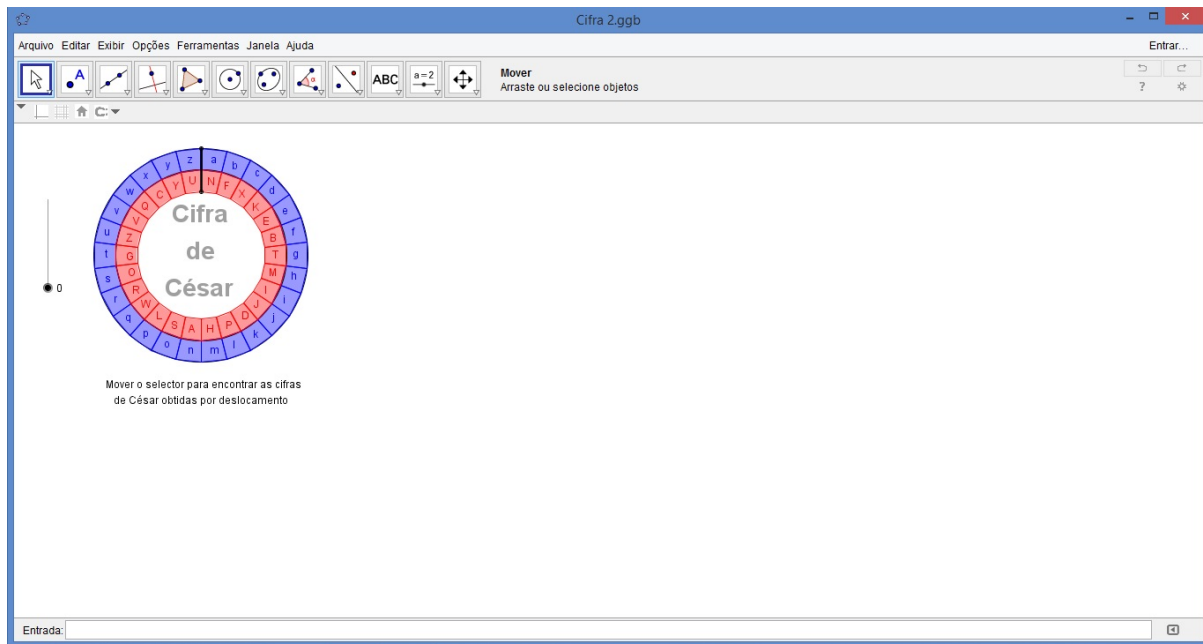 Cifra 2.ggb
Arquivo Editar Exibir Opções Ferramentas Janela Ajuda
Entrar...
A
α
ABC
a=2
Mover
Arraste ou selecione objetos
?
0
a b c d e f g h i j k l m n o p q r s t u v w x y z
N F X K E B T M I J D P H A S L W R O G Z V Q C Y U
Cifra
de
César
Mover o selector para encontrar as cifras
de César obtidas por deslocamento
Entrada: